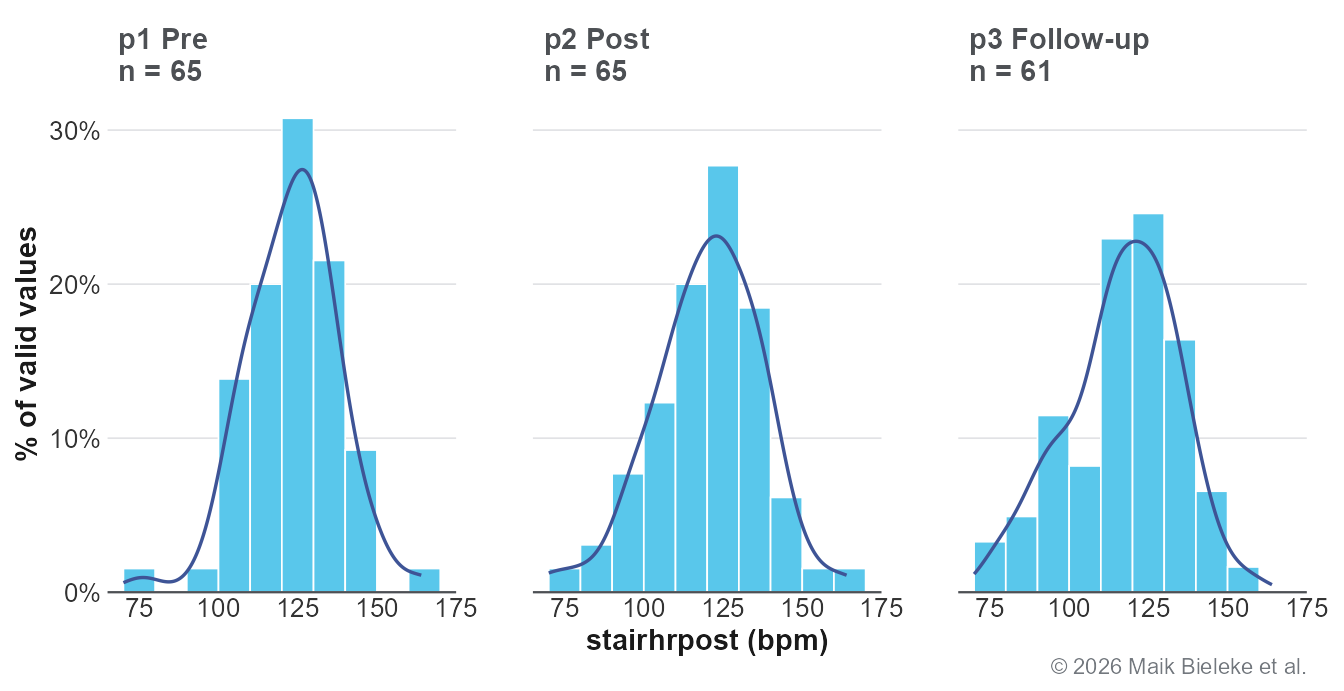 p1 Pre
n = 65
p2 Post
n = 65
p3 Follow-up
n = 61
% of valid values
30%
20%
10%
0%
75 100 125 150 175
75 100 125 150 175
75 100 125 150 175
stairhrpost (bpm)
© 2026 Maik Bieleke et al.